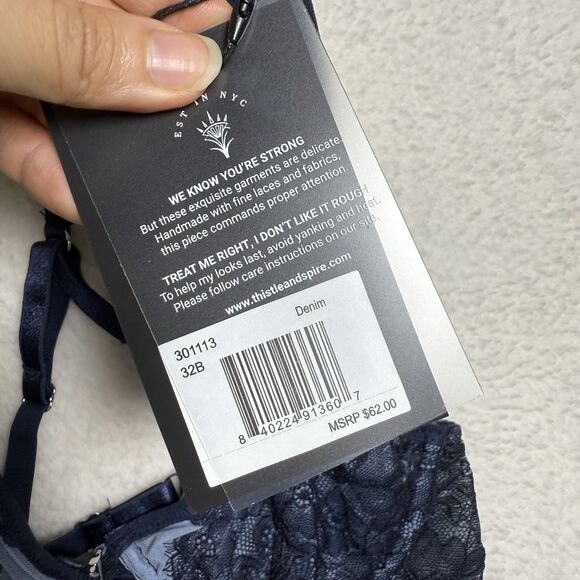 EST IN NYC
WE KNOW YOU'RE STRONG
But these exquisite garments are delicate.
Handmade with fine laces and fabrics,
this piece commands proper attention.
TREAT ME RIGHT, I DON'T LIKE IT ROUGH
To help my looks last, avoid yanking and heat.
Please follow care instructions on our site.
www.thistleandspire.com
301113
Denim
32B
8 40224 91360 7
MSRP $62.00